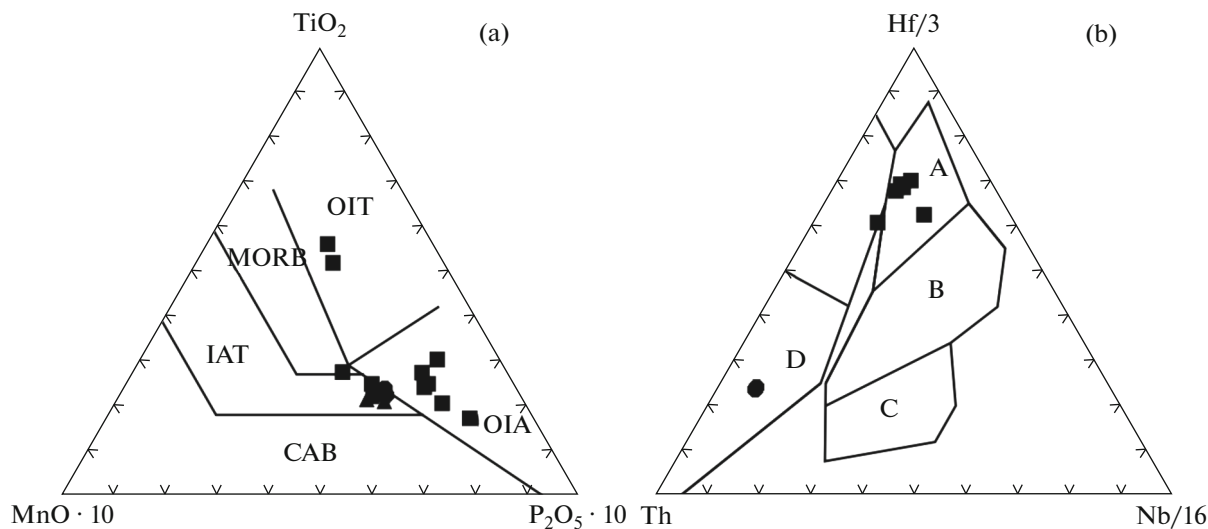 TiO₂ (a)
OIT
MORB
IAT
OIA
CAB
MnO · 10 P₂O₅ · 10
Hf/3 (b)
A
B
D
C
Th Nb/16